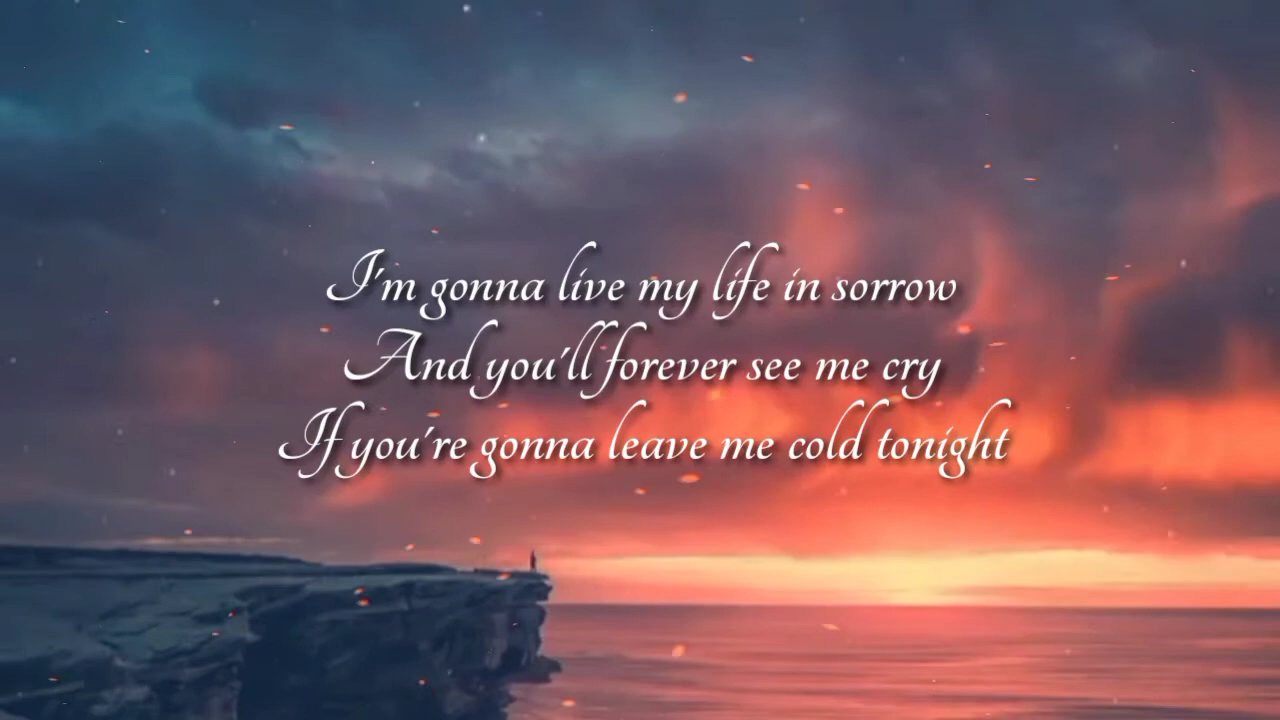 I'm gonna live my life in sorrow
And you'll forever see me cry
If you're gonna leave me cold tonight